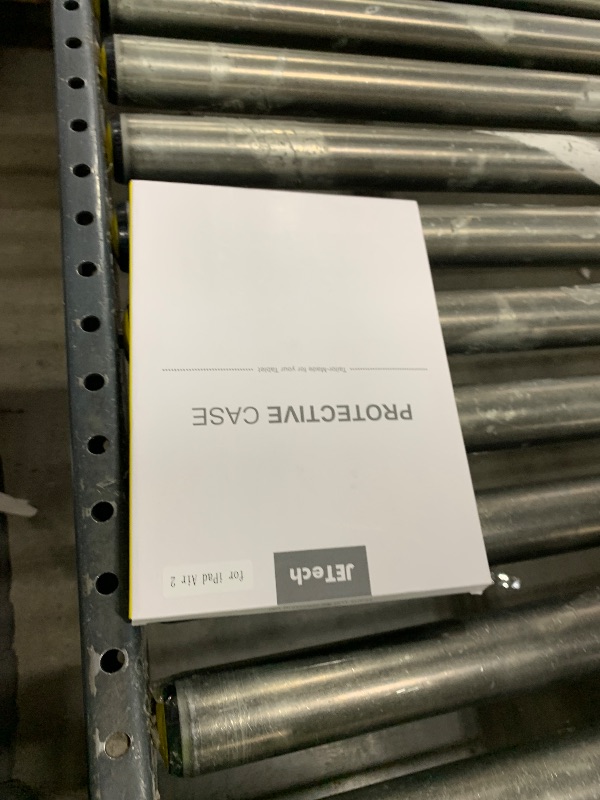 JETech
for iPad Air 2
PROTECTIVE CASE
Tailor-Made for your Tablet